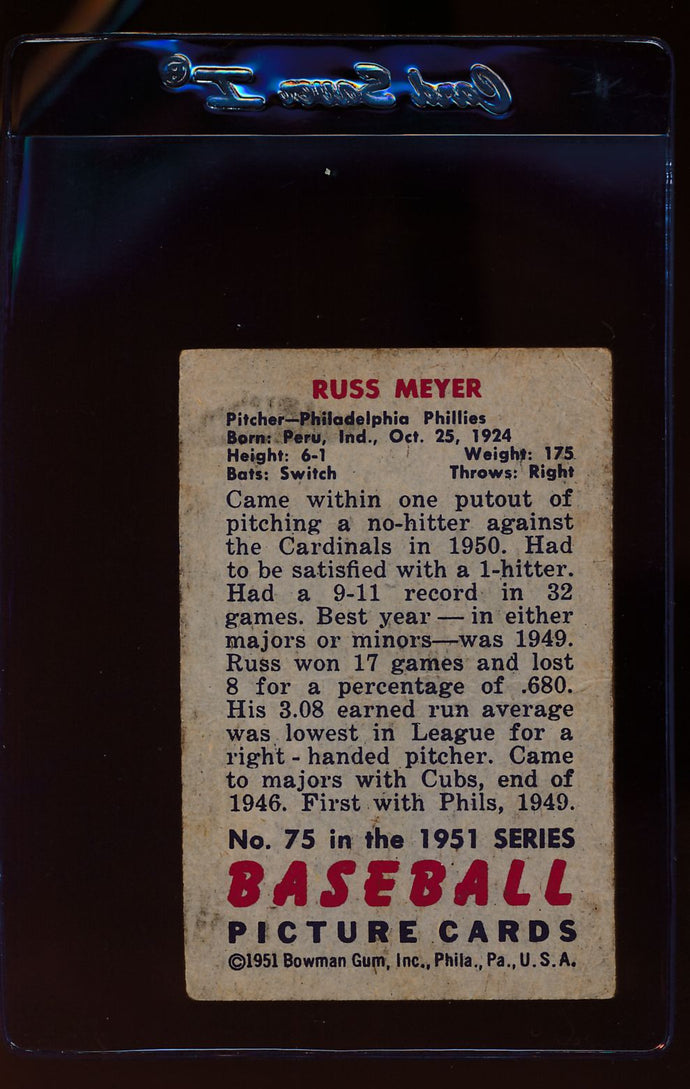 Card Saver I®
RUSS MEYER
Pitcher—Philadelphia Phillies
Born: Peru, Ind., Oct. 25, 1924
Height: 6-1 Weight: 175
Bats: Switch Throws: Right
Came within one putout of
pitching a no-hitter against
the Cardinals in 1950. Had
to be satisfied with a 1-hitter.
Had a 9-11 record in 32
games. Best year — in either
majors or minors—was 1949.
Russ won 17 games and lost
8 for a percentage of .680.
His 3.08 earned run average
was lowest in League for a
right - handed pitcher. Came
to majors with Cubs, end of
1946. First with Phils, 1949.
No. 75 in the 1951 SERIES
BASEBALL
PICTURE CARDS
©1951 Bowman Gum, Inc., Phila., Pa., U. S. A.